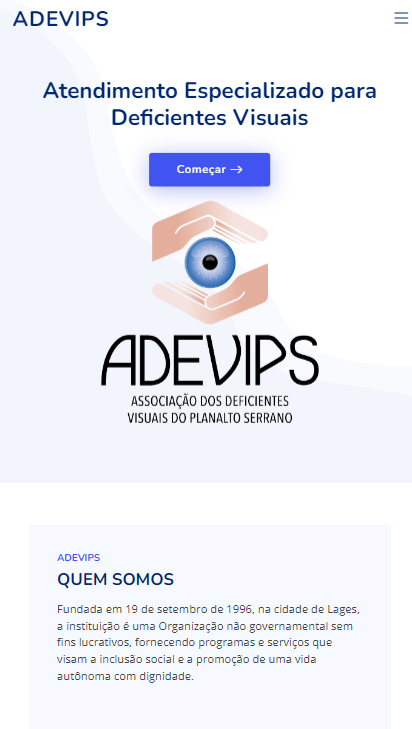 ADEVIPS
Atendimento Especializado para
Deficientes Visuais
Começar →
ADEVIPS
ASSOCIAÇÃO DOS DEFICIENTES
VISUAIS DO PLANALTO SERRANO
ADEVIPS
QUEM SOMOS
Fundada em 19 de setembro de 1996, na cidade de Lages,
a instituição é uma Organização não governamental sem
fins lucrativos, fornecendo programas e serviços que
visam a inclusão social e a promoção de uma vida
autônoma com dignidade.